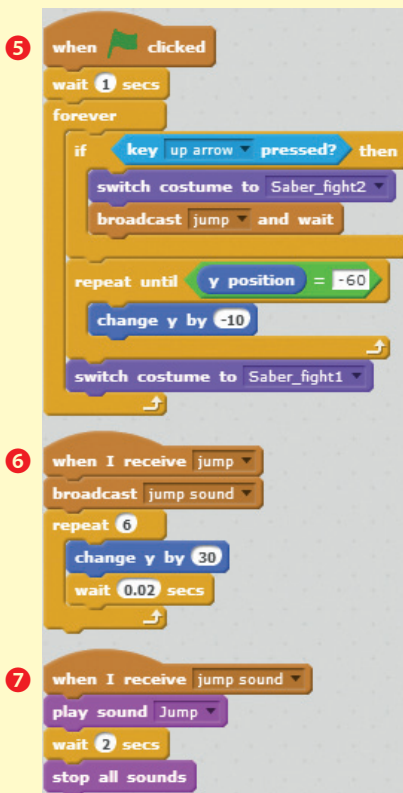 5 when clicked
wait 1 secs
forever
if key up arrow pressed? then
switch costume to Saber_fight2
broadcast jump and wait
repeat until y position = -60
change y by -10
switch costume to Saber_fight1
6 when I receive jump
broadcast jump sound
repeat 6
change y by 30
wait 0.02 secs
7 when I receive jump sound
play sound Jump
wait 2 secs
stop all sounds